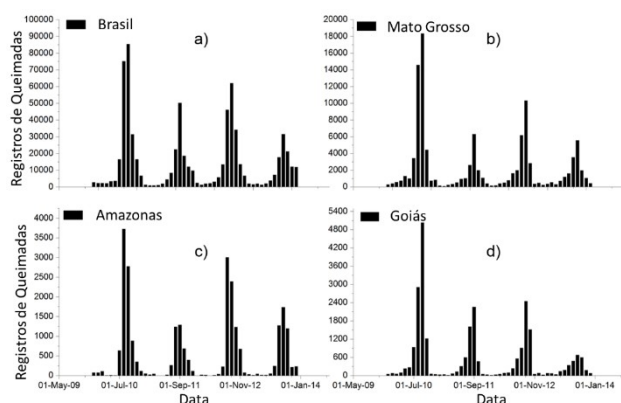 Brasil
a)
100000
90000
80000
70000
60000
50000
40000
30000
20000
10000
0
Registros de Queimadas
Mato Grosso
b)
20000
18000
16000
14000
12000
10000
8000
6000
4000
2000
0
Amazonas
c)
4000
3500
3000
2500
2000
1500
1000
500
0
Registros de Queimadas
01-May-09 01-Jul-10 01-Sep-11 01-Nov-12 01-Jan-14
Data
Goiás
d)
5400
4800
4200
3600
3000
2400
1800
1200
600
0
01-May-09 01-Jul-10 01-Sep-11 01-Nov-12 01-Jan-14
Data